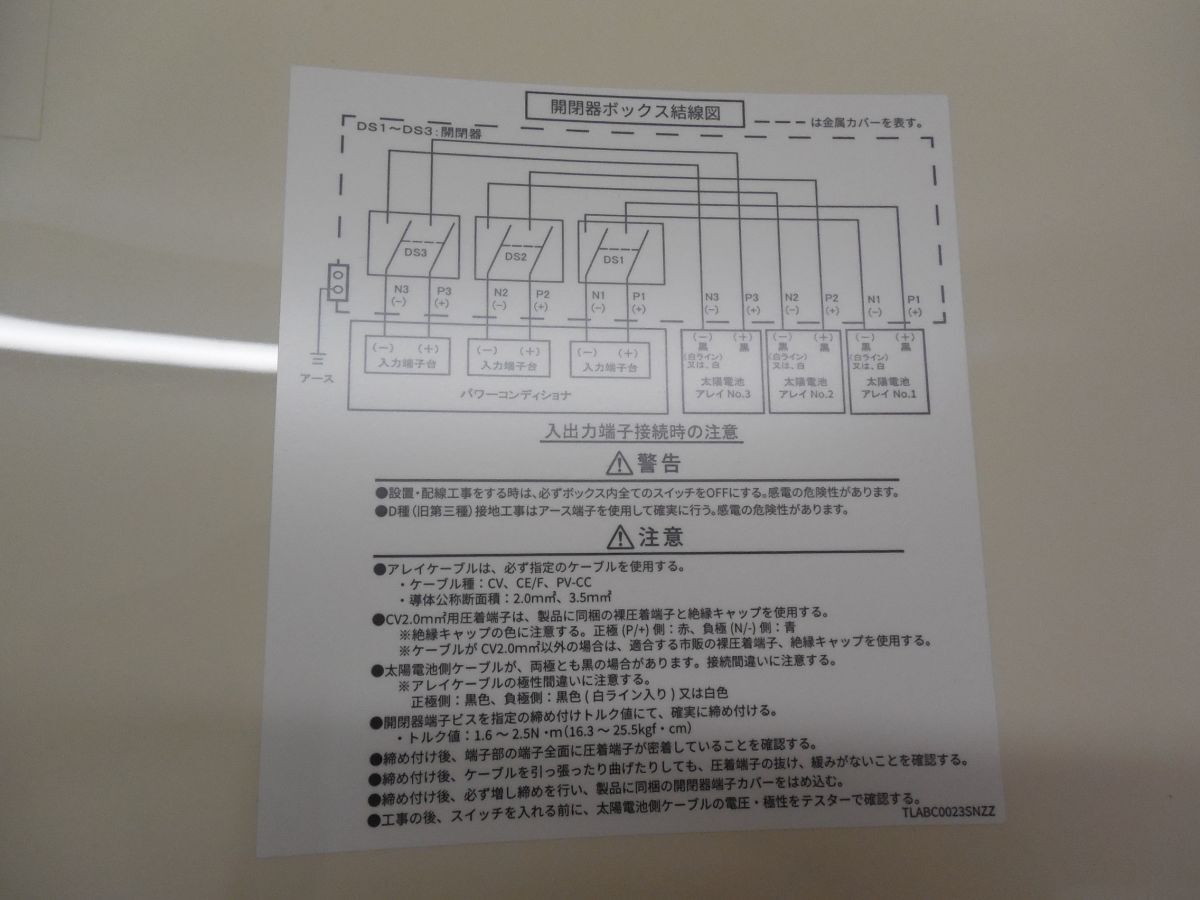 開閉器ボックス結線図
DS1～DS3：開閉器
は金属カバーを表す。
DS3 DS2 DS1
N3 P3 N2 P2 N1 P1 N3 P3 N2 P2 N1 P1
(－) (＋) (－) (＋) (－) (＋) (－) (＋) (－) (＋) (－) (＋)
(－) (＋) (－) (＋) (－) (＋) (－) (＋) (－) (＋) (－) (＋)
黒 黒 黒 黒 黒 黒
入力端子台 入力端子台 入力端子台 (白ライン) (白ライン) (白ライン)
又は、白 又は、白 又は、白
アース
パワーコンディショナ
太陽電池 太陽電池 太陽電池
アレイ No.3 アレイ No.2 アレイ No.1
入出力端子接続時の注意
⚠警告
●設置・配線工事をする時は、必ずボックス内全てのスイッチをOFFにする。感電の危険性があります。
●D種（旧第三種）接地工事はアース端子を使用して確実に行う。感電の危険性があります。
⚠注意
●アレイケーブルは、必ず指定のケーブルを使用する。
・ケーブル種：CV、CE/F、PV-CC
・導体公称断面積：2.0m㎡、3.5m㎡
●CV2.0m㎡用圧着端子は、製品に同梱の裸圧着端子と絶縁キャップを使用する。
※絶縁キャップの色に注意する。正極 (P/+) 側：赤、負極 (N/-) 側：青
※ケーブルが CV2.0m㎡以外の場合は、適合する市販の裸圧着端子、絶縁キャップを使用する。
●太陽電池側ケーブルが、両極とも黒の場合があります。接続間違いに注意する。
※アレイケーブルの極性間違いに注意する。
正極側：黒色、負極側：黒色 ( 白ライン入り ) 又は白色
●開閉器端子ビスを指定の締め付けトルク値にて、確実に締め付ける。
・トルク値：1.6 ～ 2.5N・m (16.3 ～ 25.5kgf・cm)
●締め付け後、端子部の端子全面に圧着端子が密着していることを確認する。
●締め付け後、ケーブルを引っ張ったり曲げたりしても、圧着端子の抜け、緩みがないことを確認する。
●締め付け後、必ず増し締めを行い、製品に同梱の開閉器端子カバーをはめ込む。
●工事の後、スイッチを入れる前に、太陽電池側ケーブルの電圧・極性をテスターで確認する。
TLABC0023SNZZ